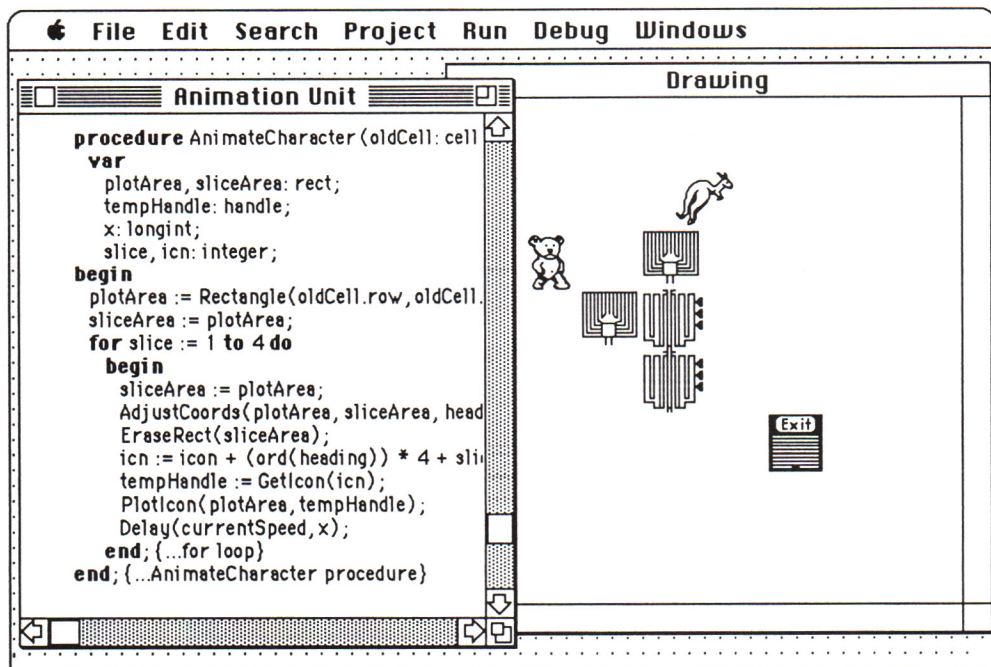 File Edit Search Project Run Debug Windows
Animation Unit
procedure AnimateCharacter (oldCell: cell
var
plotArea, sliceArea: rect;
tempHandle: handle;
x: longint;
slice, icn: integer;
begin
plotArea := Rectangle(oldCell.row, oldCell.
sliceArea := plotArea;
for slice := 1 to 4 do
begin
sliceArea := plotArea;
AdjustCoords(plotArea, sliceArea, head
EraseRect(sliceArea);
icn := icon + (ord(heading)) * 4 + sli
tempHandle := GetIcon(icn);
PlotIcon(plotArea, tempHandle);
Delay(currentSpeed, x);
end; {...for loop}
end; {...AnimateCharacter procedure}
Drawing
Exit